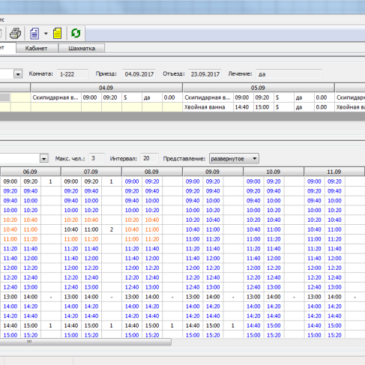 Кабинет Шахматка
Комната: 1-222 Приезд: 04.09.2017 Отъезд: 23.09.2017 Лечение: да
04.09 05.09
Скипидарная в... 09:00 09:20 5 да 0.00 Скипидарная в... 09:00 09:20 5 да 0.00 Скипидарн
Хвойная ванна 14:40 15:00 5 да 0.00 Хвойная в
Макс. чел.: 3 Интервал: 20 Представление: развернутое
06.09 07.09 08.09 09.09 10.09 11.09
09:00 09:20 1 09:00 09:20 1 09:00 09:20 09:00 09:20 09:00 09:20 09:00 09:20
09:20 09:40 09:20 09:40 09:20 09:40 09:20 09:40 09:20 09:40 09:20 09:40
09:40 10:00 09:40 10:00 09:40 10:00 09:40 10:00 09:40 10:00 09:40 10:00
10:00 10:20 10:00 10:20 10:00 10:20 10:00 10:20 10:00 10:20 10:00 10:20
10:20 10:40 10:20 10:40 10:20 10:40 10:20 10:40 10:20 10:40 10:20 10:40
10:40 11:00 10:40 11:00 2 10:40 11:00 10:40 11:00 10:40 11:00 10:40 11:00
11:00 11:20 11:00 11:20 11:00 11:20 11:00 11:20 11:00 11:20 11:00 11:20
11:20 11:40 11:20 11:40 11:20 11:40 11:20 11:40 11:20 11:40 11:20 11:40
11:40 12:00 11:40 12:00 11:40 12:00 11:40 12:00 11:40 12:00 11:40 12:00
12:00 12:20 12:00 12:20 12:00 12:20 12:00 12:20 12:00 12:20 12:00 12:20
12:20 12:40 12:20 12:40 12:20 12:40 12:20 12:40 12:20 12:40 12:20 12:40
12:40 13:00 12:40 13:00 12:40 13:00 12:40 13:00 12:40 13:00 12:40 13:00
13:00 14:00 - 13:00 14:00 - 13:00 14:00 - 13:00 14:00 - 13:00 14:00 - 13:00 14:00 -
14:00 14:20 14:00 14:20 14:00 14:20 14:00 14:20 14:00 14:20 14:00 14:20
14:20 14:40 14:20 14:40 14:20 14:40 14:20 14:40 14:20 14:40 14:20 14:40
14:40 15:00 1 14:40 15:00 1 14:40 15:00 1 14:40 15:00 1 14:40 15:00 14:40 15:00
15:00 15:20 15:00 15:20 15:00 15:20 15:00 15:20 15:00 15:20 15:00 15:20